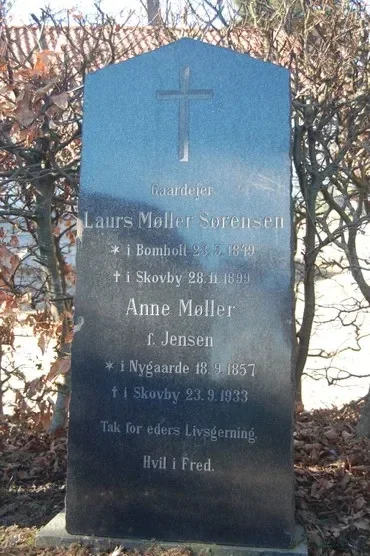 Gaardejer
Laurs Møller Sørensen
* i Bomholt 23.5.1849
† i Skovby 28.11.1899
Anne Møller
f. Jensen
* i Nygaarde 18.9.1857
† i Skovby 23.9.1933
Tak for eders Livsgerning.
Hvil i Fred.